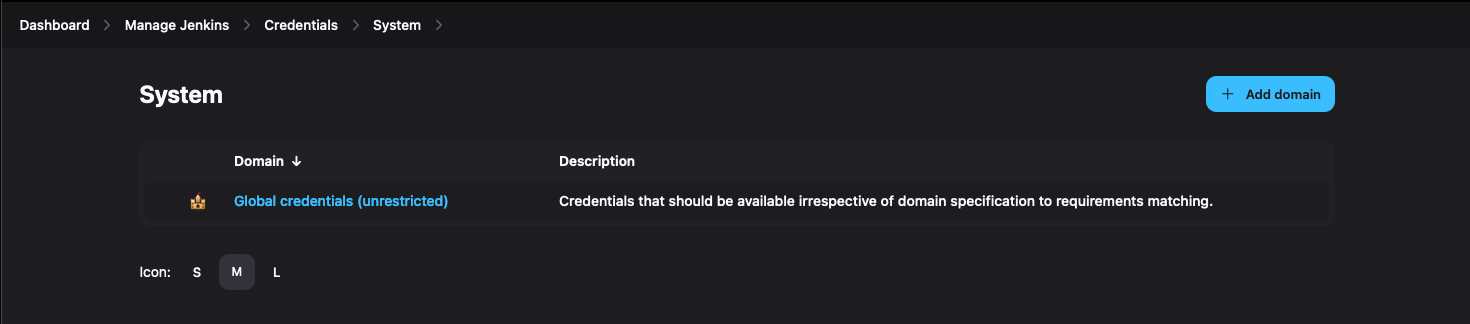 Dashboard > Manage Jenkins > Credentials > System >
System
+ Add domain
Domain ↓ Description
Global credentials (unrestricted) Credentials that should be available irrespective of domain specification to requirements matching.
Icon: S M L